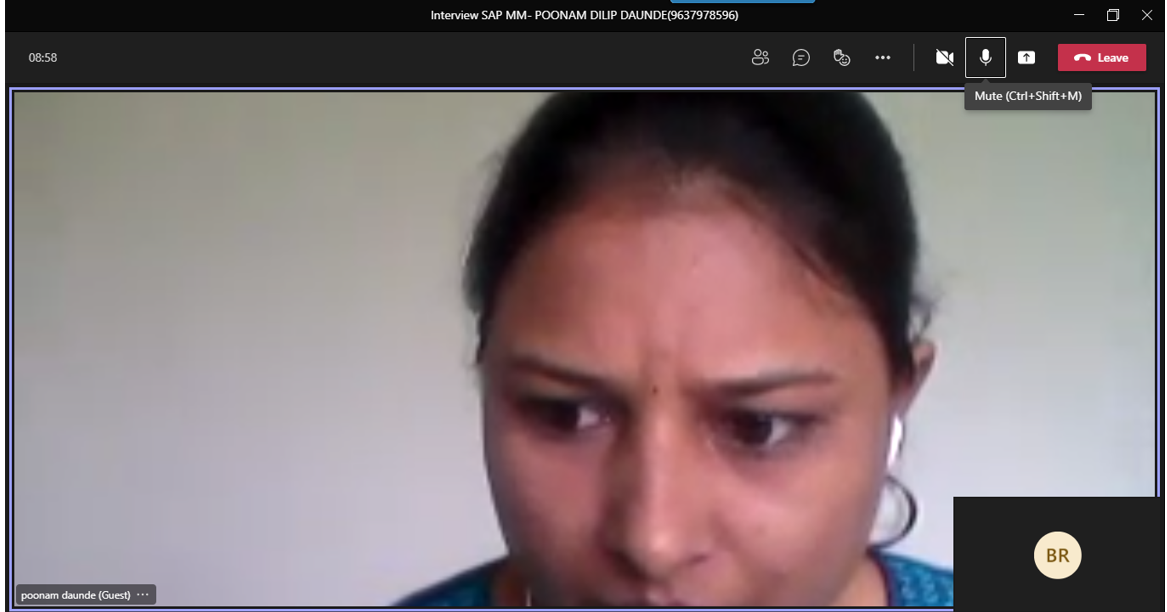 Interview SAP MM- POONAM DILIP DAUNDE(9637978596)
08:58
Leave
Mute (Ctrl+Shift+M)
BR
poonam daunde (Guest) ···